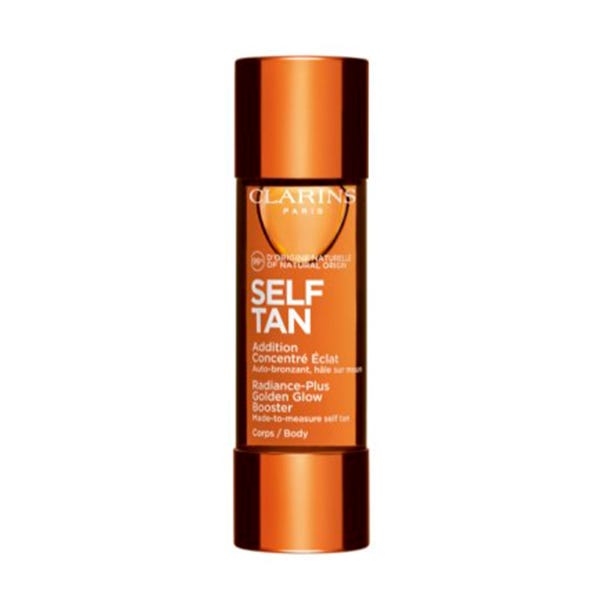 CLARINS
PARIS
99% D'ORIGINE NATURELLE
OF NATURAL ORIGIN
SELF
TAN
Addition
Concentré Éclat
Auto-bronzant, hâle sur
Radiance-Plus
Golden Glow
Booster
Made-to-measure self tan
Corps / Body